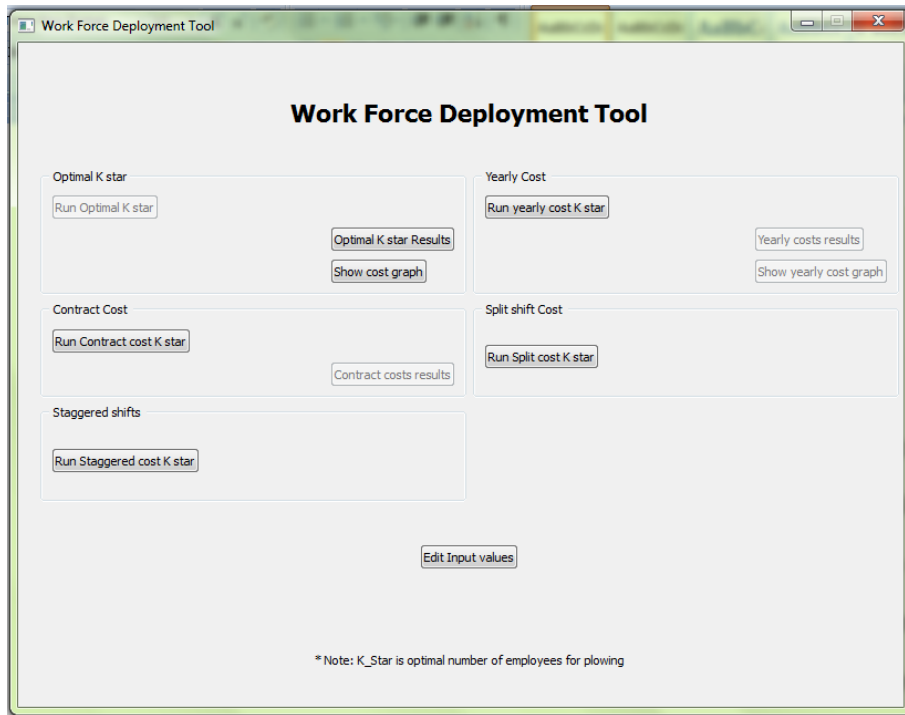 Work Force Deployment Tool
Work Force Deployment Tool
Optimal K star
Run Optimal K star
Optimal K star Results
Show cost graph
Yearly Cost
Run yearly cost K star
Yearly costs results
Show yearly cost graph
Contract Cost
Run Contract cost K star
Contract costs results
Split shift Cost
Run Split cost K star
Staggered shifts
Run Staggered cost K star
Edit Input values
* Note: K_Star is optimal number of employees for plowing